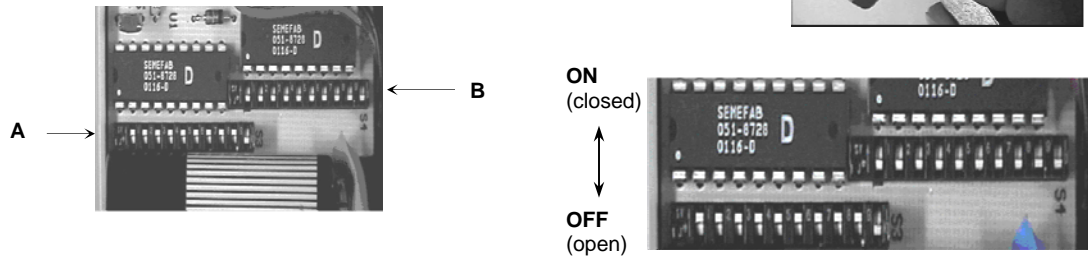 SEMEFAB
051-8728
0116-D
D
SEMEFAB
051-8728
0116-D
D
A
B
S4
ON
(closed)
OFF
(open)
0116-D
SEMEFAB
051-8728
0116-D
D
S4
S3